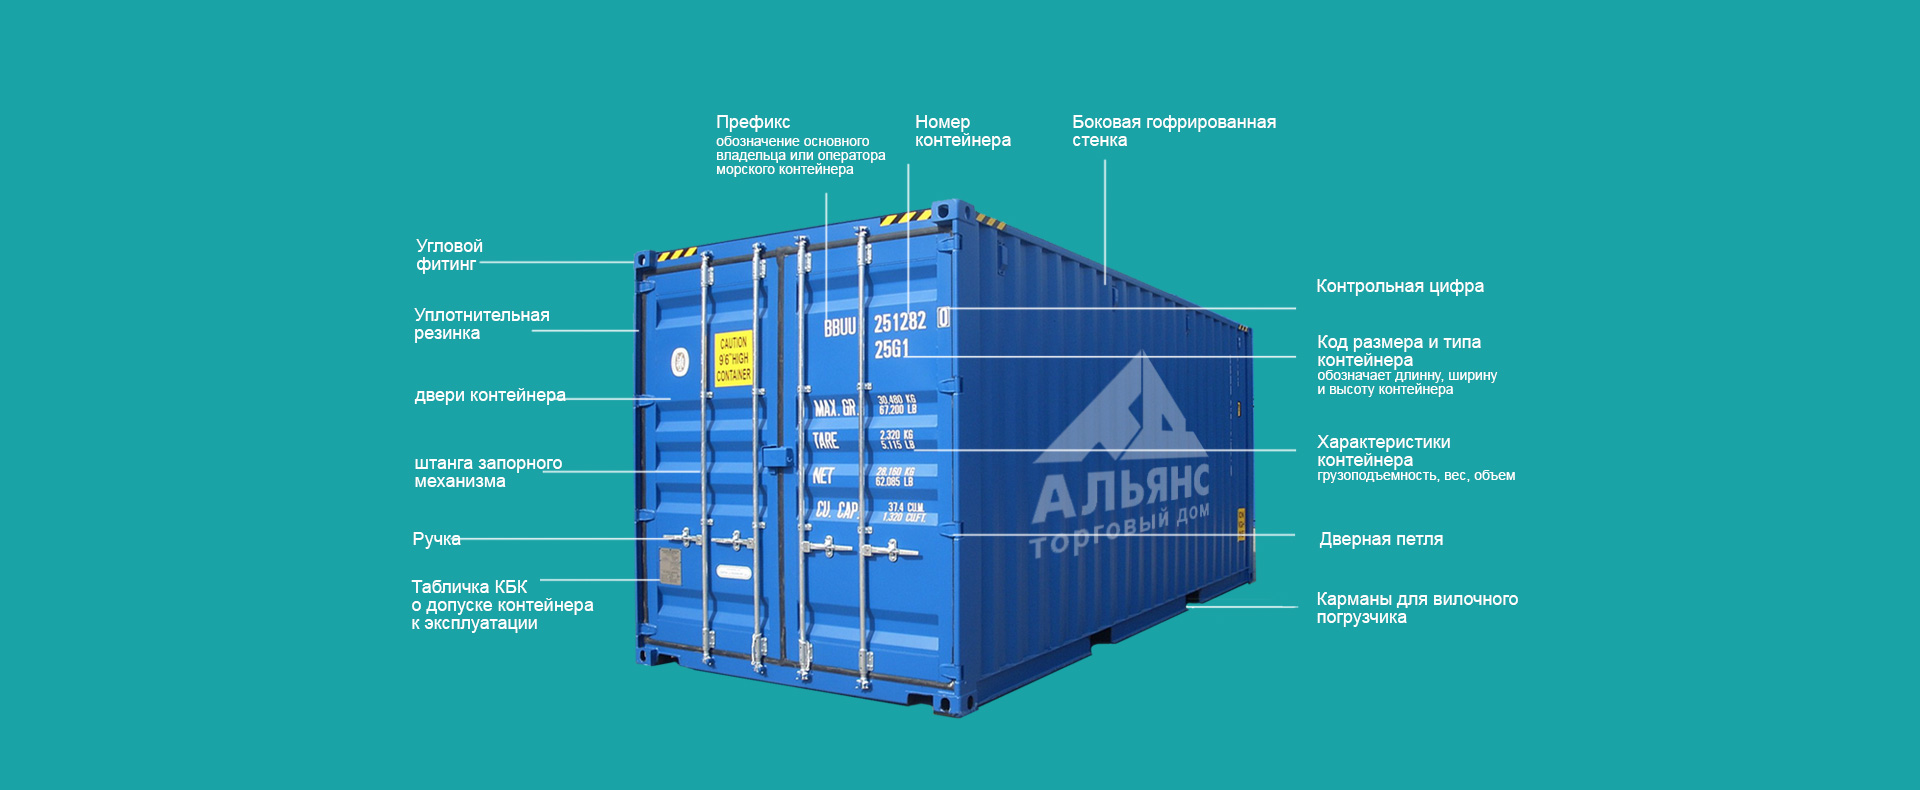 Префикс
обозначение основного
владельца или оператора
морского контейнера
Номер
контейнера
Боковая гофрированная
стенка
Угловой
фитинг
Уплотнительная
резинка
двери контейнера
штанга запорного
механизма
Ручка
Табличка КБК
о допуске контейнера
к эксплуатации
CAUTION
9'6"HIGH
CONTAINER
BBUU 251282 0
25G1
MAX. GR. 30.480 KG
67.200 LB
TARE 2.320 KG
5.115 LB
NET 28.160 KG
62.085 LB
CU. CAP. 37.4 CU.M.
1.320 CU.FT.
АЛЬЯНС
ТОРГОВЫЙ ДОМ
Контрольная цифра
Код размера и типа
контейнера
обозначает длинну, ширину
и высоту контейнера
Характеристики
контейнера
грузоподъемность, вес, объем
Дверная петля
Карманы для вилочного
погрузчика